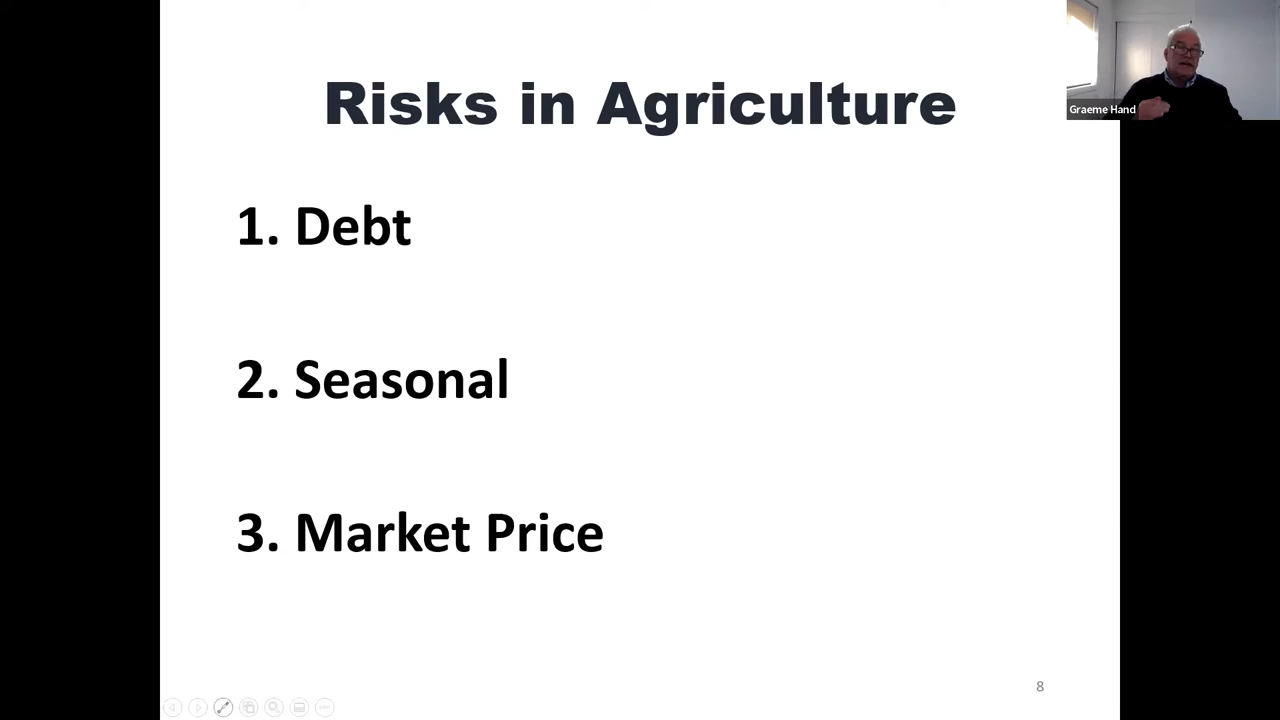 Risks in Agriculture
Graeme Hand
1. Debt
2. Seasonal
3. Market Price
8